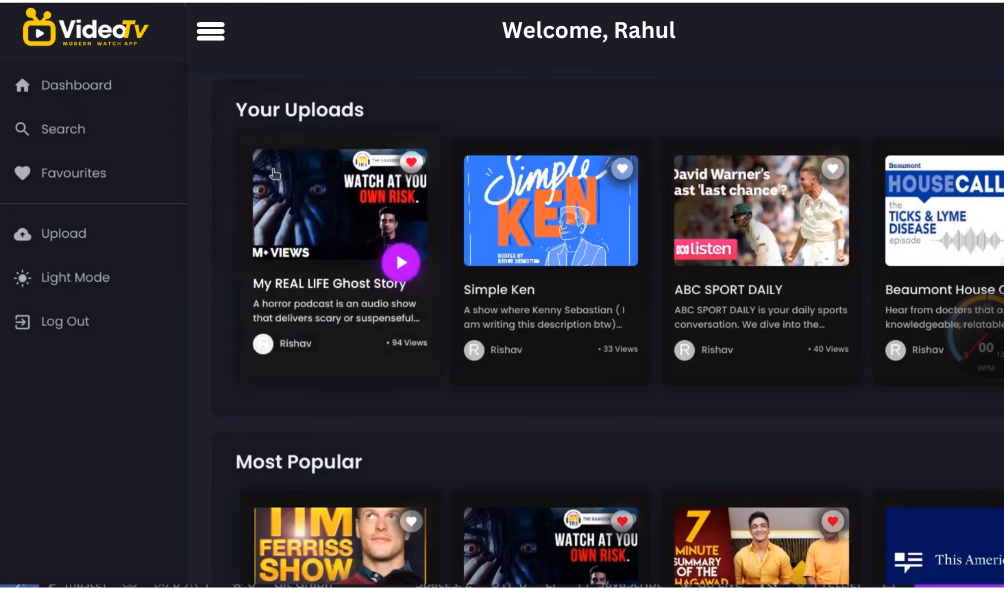 VideoTv
MODERN WATCH APP
Welcome, Rahul
Dashboard
Search
Favourites
Upload
Light Mode
Log Out
Your Uploads
WATCH AT YOU
OWN RISK.
M+ VIEWS
My REAL LIFE Ghost Story
A horror podcast is an audio show
that delivers scary or suspenseful...
Rishav
• 94 Views
Simple
KEN
HOSTED BY
KENNY SEBASTIAN
Simple Ken
A show where Kenny Sebastian ( I
am writing this description btw)...
R
Rishav
• 33 Views
David Warner's
ast 'last chance'?
listen
ABC SPORT DAILY
ABC SPORT DAILY is your daily sports
conversation. We dive into the...
R
Rishav
• 40 Views
Beaumont
HOUSECALL
the
TICKS & LYME
DISEASE
episode
Beaumont House C
Hear from doctors that a
knowledgeable, relatable
R
Rishav
00
WPM
Most Popular
TIM
FERRISS
SHOW
WATCH AT YOU
OWN RISK.
7
MINUTE
SUMMARY
OF THE
This Americ